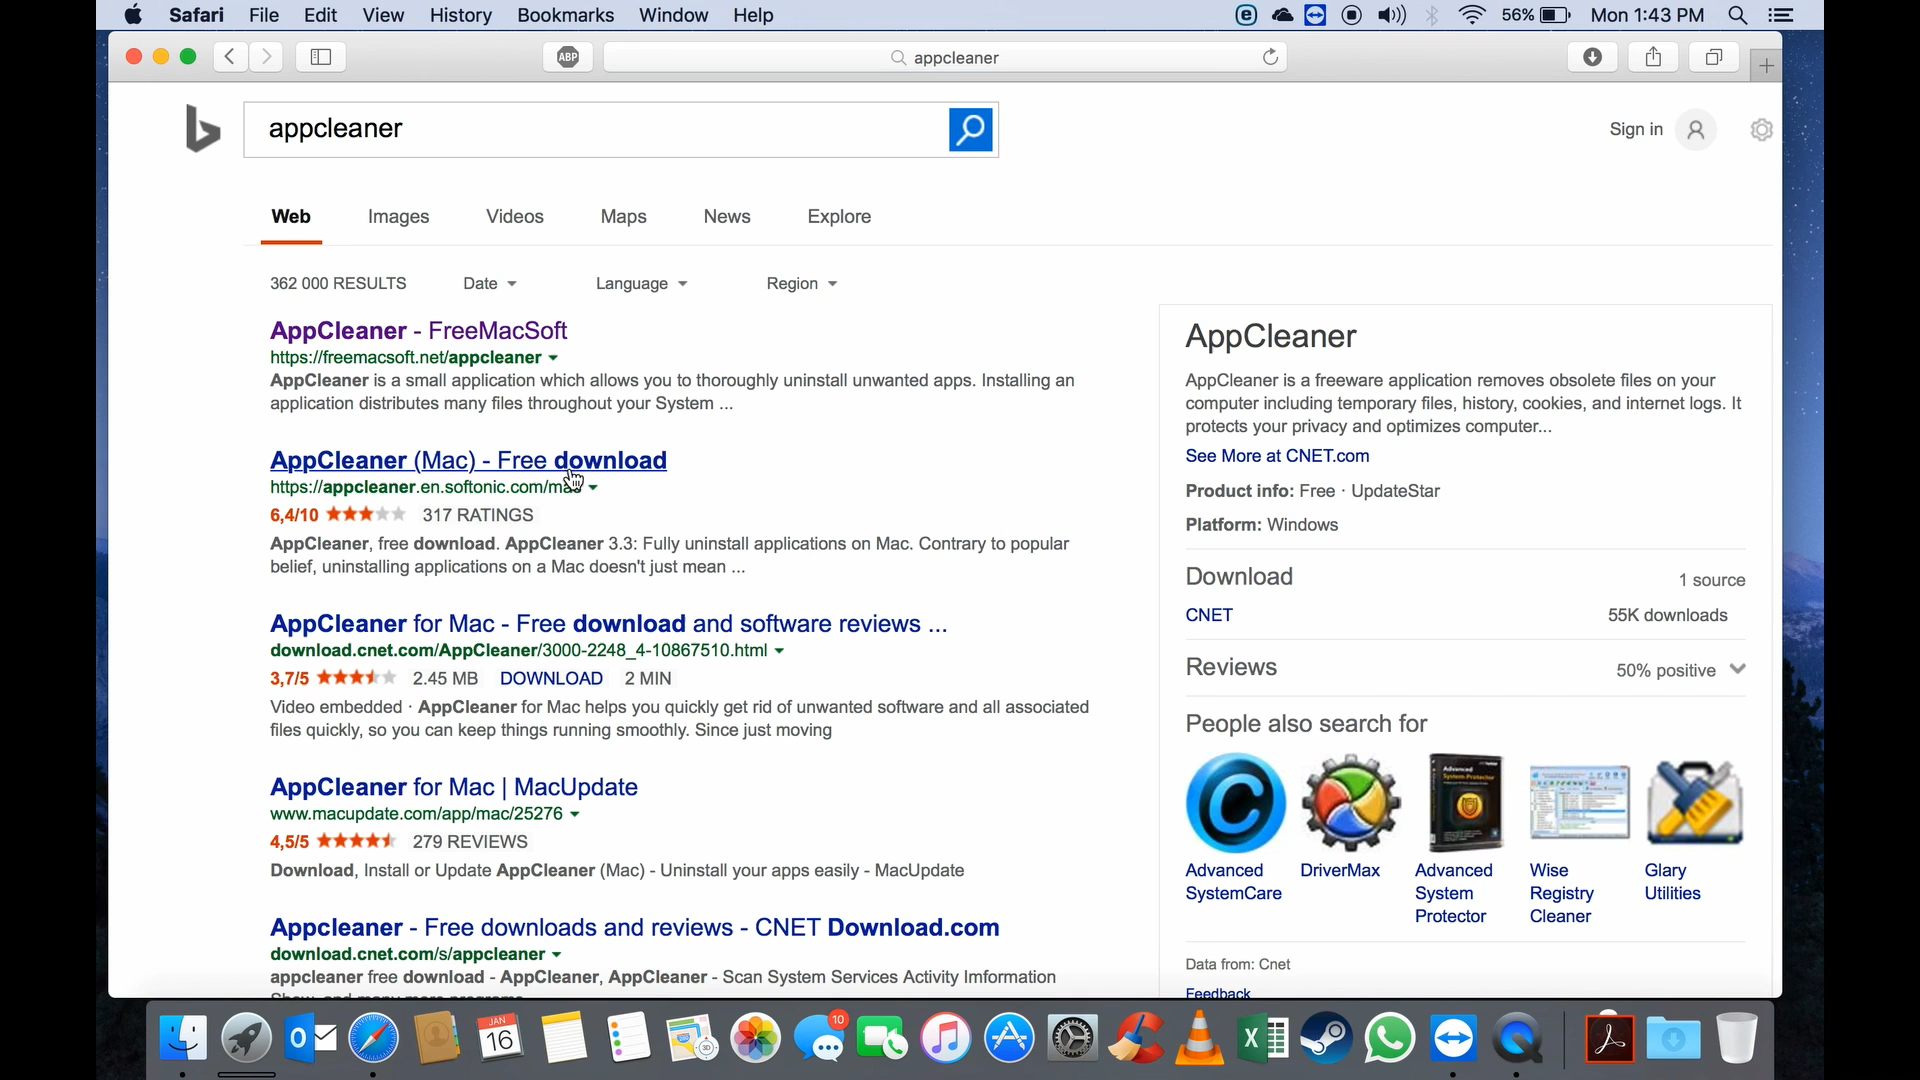 Safari File Edit View History Bookmarks Window Help 56% Mon 1:43 PM
ABP appcleaner
appcleaner
Sign in
Web Images Videos Maps News Explore
362 000 RESULTS Date Language Region
AppCleaner - FreeMacSoft
https://freemacsoft.net/appcleaner
AppCleaner is a small application which allows you to thoroughly uninstall unwanted apps. Installing an
application distributes many files throughout your System ...
AppCleaner (Mac) - Free download
https://appcleaner.en.softonic.com/mac
6,4/10 317 RATINGS
AppCleaner, free download. AppCleaner 3.3: Fully uninstall applications on Mac. Contrary to popular
belief, uninstalling applications on a Mac doesn't just mean ...
AppCleaner for Mac - Free download and software reviews ...
download.cnet.com/AppCleaner/3000-2248_4-10867510.html
3,7/5 2.45 MB DOWNLOAD 2 MIN
Video embedded · AppCleaner for Mac helps you quickly get rid of unwanted software and all associated
files quickly, so you can keep things running smoothly. Since just moving
AppCleaner for Mac | MacUpdate
www.macupdate.com/app/mac/25276
4,5/5 279 REVIEWS
Download, Install or Update AppCleaner (Mac) - Uninstall your apps easily - MacUpdate
Appcleaner - Free downloads and reviews - CNET Download.com
download.cnet.com/s/appcleaner
appcleaner free download - AppCleaner, AppCleaner - Scan System Services Activity Imformation
Show, and many more programs
AppCleaner
AppCleaner is a freeware application removes obsolete files on your
computer including temporary files, history, cookies, and internet logs. It
protects your privacy and optimizes computer...
See More at CNET.com
Product info: Free · UpdateStar
Platform: Windows
Download 1 source
CNET 55K downloads
Reviews 50% positive
People also search for
Advanced
SystemCare
DriverMax
Advanced
System
Protector
Wise
Registry
Cleaner
Glary
Utilities
Data from: Cnet
Feedback
JAN
16
3D
10